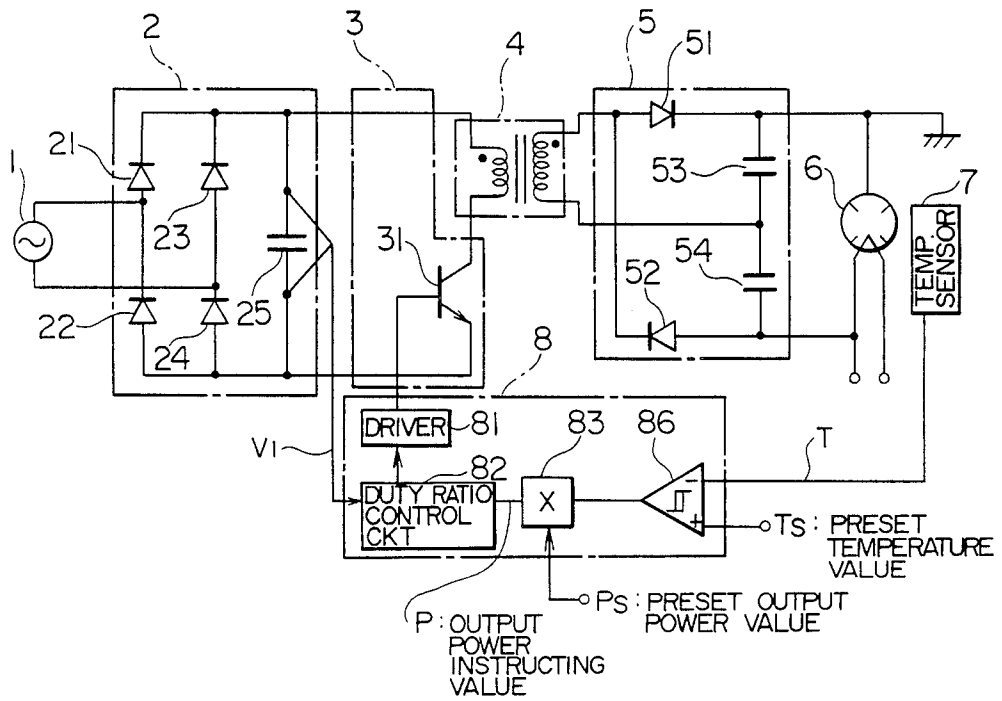 2
3
4
5
51
21
1
23
53
6
7
TEMP.
SENSOR
31
52
54
22
24
25
8
DRIVER
81
83
86
V1
82
T
DUTY RATIO
CONTROL
CKT
X
−
+
TS : PRESET
TEMPERATURE
VALUE
PS : PRESET OUTPUT
POWER VALUE
P : OUTPUT
POWER
INSTRUCTING
VALUE